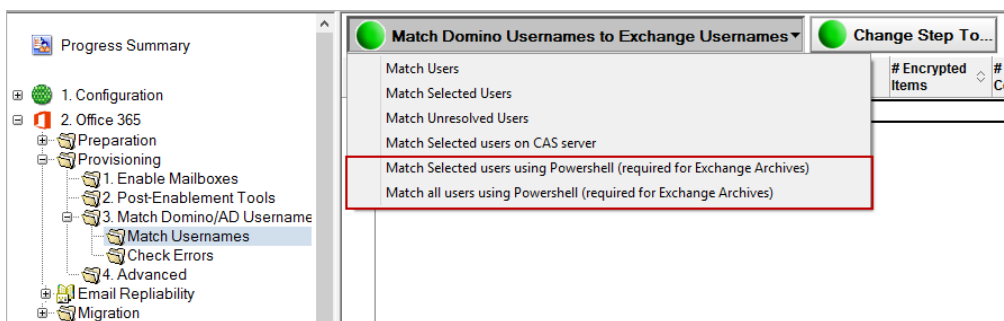 Progress Summary
1. Configuration
2. Office 365
Preparation
Provisioning
1. Enable Mailboxes
2. Post-Enablement Tools
3. Match Domino/AD Username
Match Usernames
Check Errors
4. Advanced
Email Repliability
Migration
Match Domino Usernames to Exchange Usernames
Change Step To...
Match Users
Match Selected Users
Match Unresolved Users
Match Selected users on CAS server
Match Selected users using Powershell (required for Exchange Archives)
Match all users using Powershell (required for Exchange Archives)
# Encrypted
Items
#